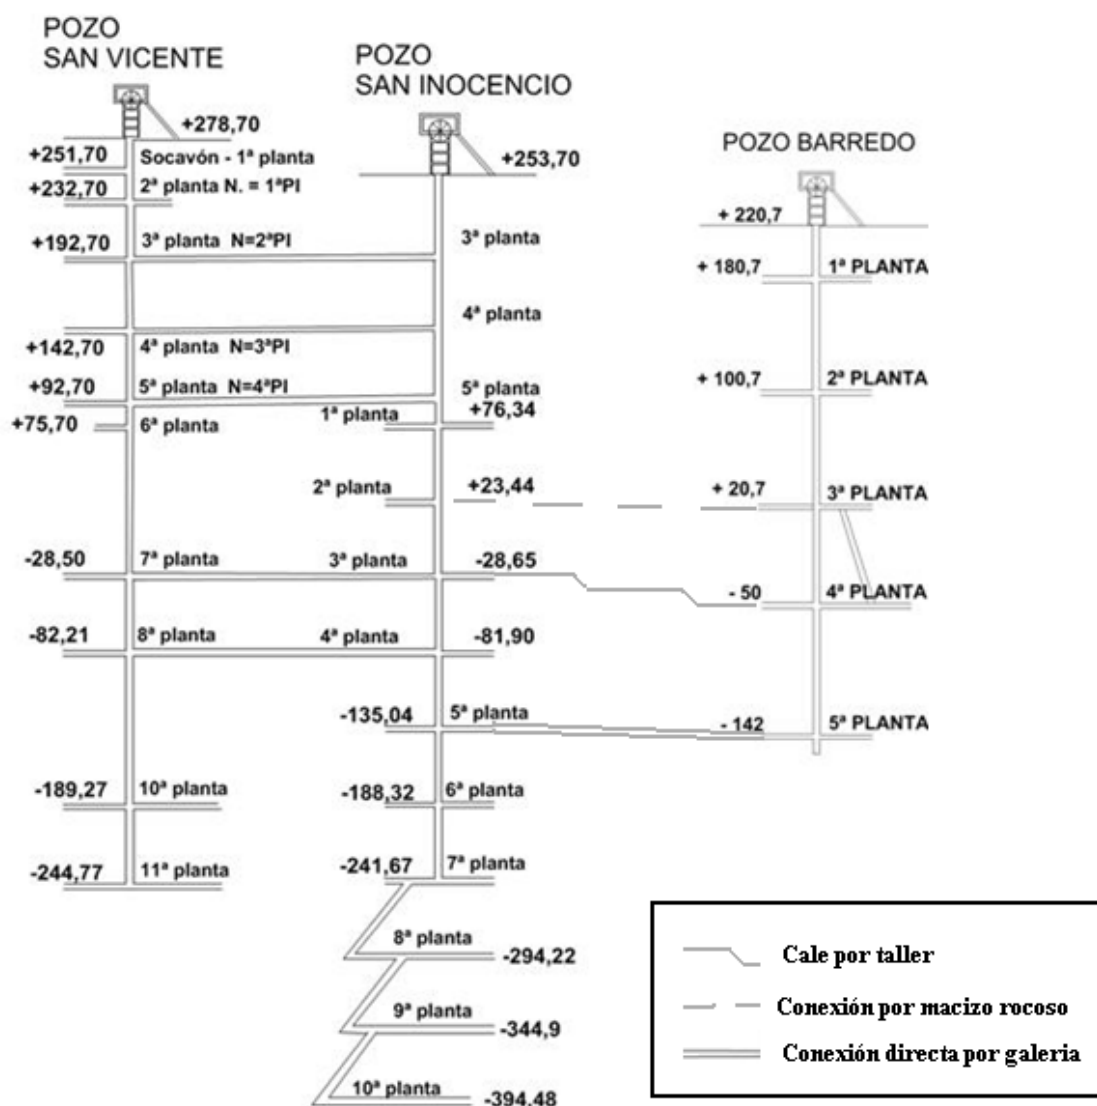 POZO
SAN VICENTE
+278,70
+251,70
Socavón - 1ª planta
+232,70
2ª planta N. = 1ªPI
+192,70
3ª planta N=2ªPI
+142,70
4ª planta N=3ªPI
+92,70
5ª planta N=4ªPI
+75,70
6ª planta
-28,50
7ª planta
-82,21
8ª planta
-189,27
10ª planta
-244,77
11ª planta
POZO
SAN INOCENCIO
+253,70
3ª planta
4ª planta
5ª planta
1ª planta
+76,34
2ª planta
+23,44
3ª planta
-28,65
4ª planta
-81,90
-135,04
5ª planta
-188,32
6ª planta
-241,67
7ª planta
8ª planta
-294,22
9ª planta
-344,9
10ª planta
-394,48
POZO BARREDO
+ 220,7
+ 180,7
1ª PLANTA
+ 100,7
2ª PLANTA
+ 20,7
3ª PLANTA
- 50
4ª PLANTA
- 142
5ª PLANTA
Cale por taller
Conexión por macizo rocoso
Conexión directa por galeria